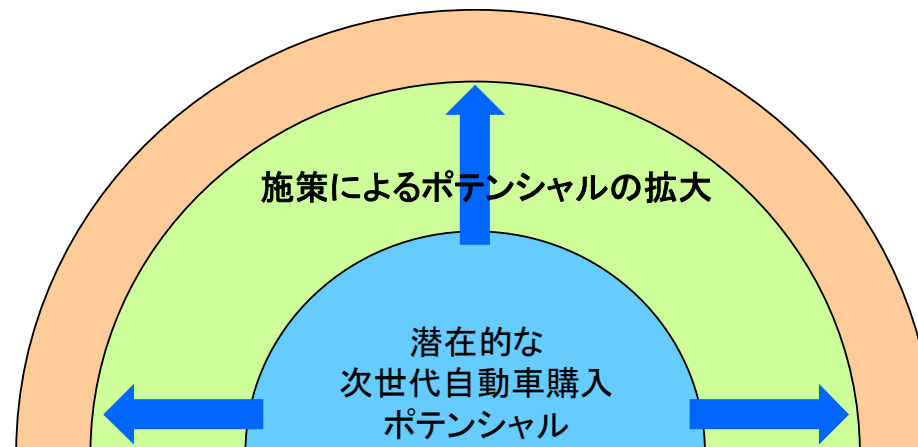 施策によるポテンシャルの拡大
潜在的な
次世代自動車購入
ポテンシャル